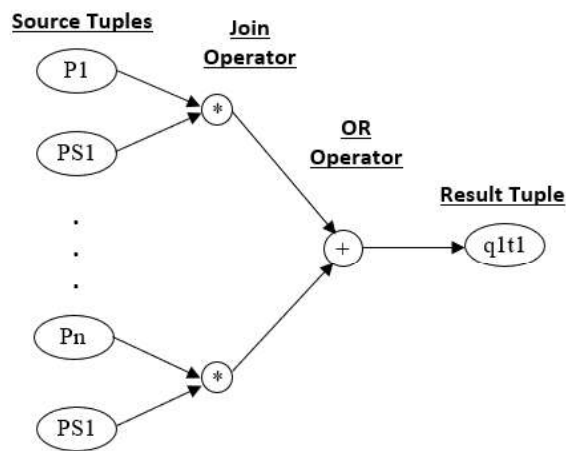 Source Tuples
Join
Operator
P1
*
PS1
OR
Operator
Result Tuple
.
.
.
+
q1t1
Pn
*
PS1